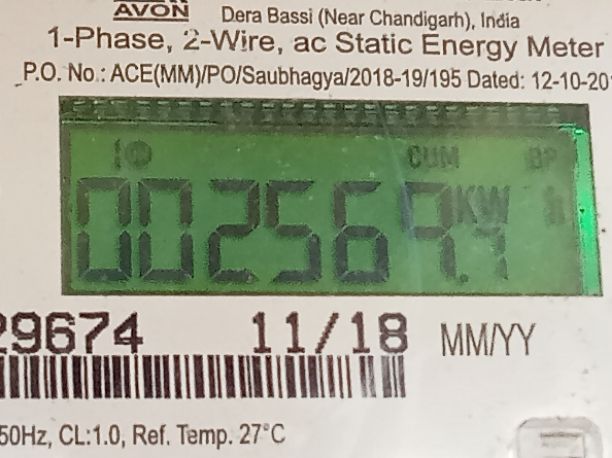 AVON Dera Bassi (Near Chandigarh), India
1-Phase, 2-Wire, ac Static Energy Meter
P.O. No.: ACE(MM)/PO/Saubhagya/2018-19/195 Dated: 12-10-201
CUM
002569.7 KW h
29674 11/18 MM/YY
50Hz, CL:1.0, Ref. Temp. 27°C